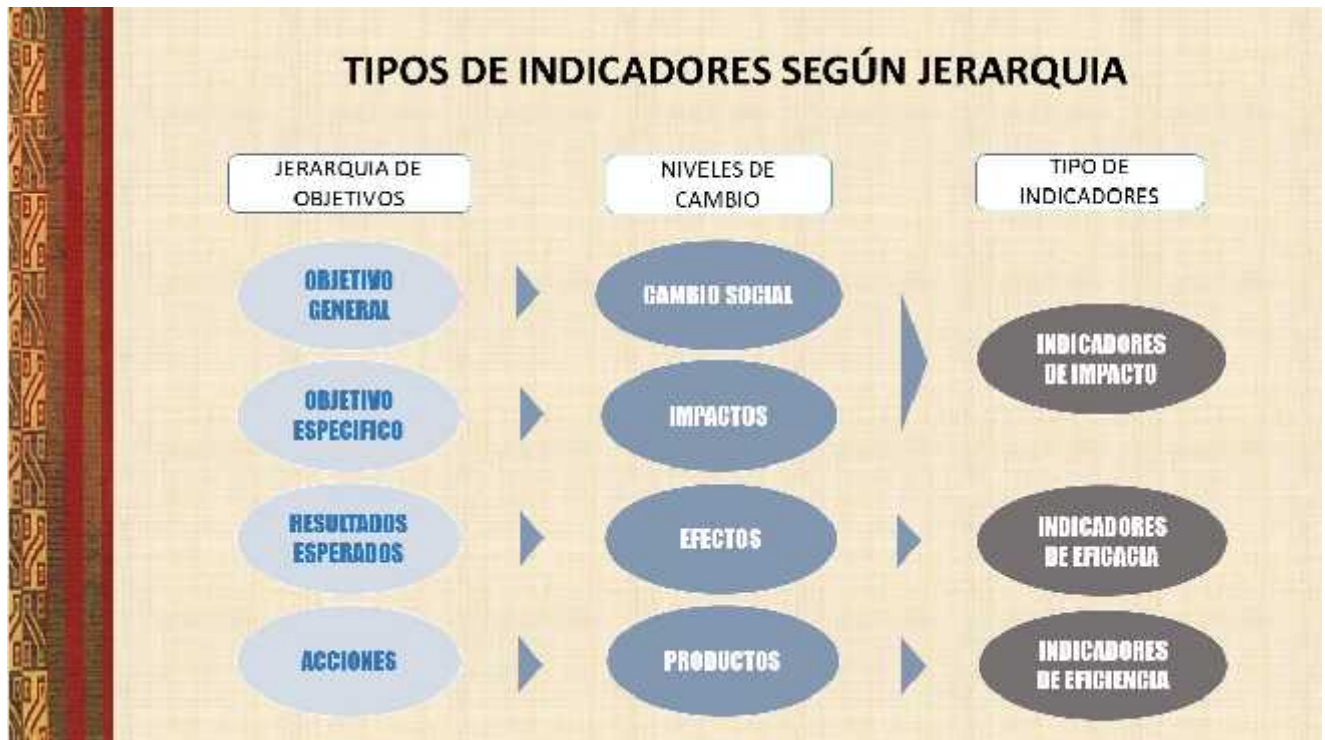 TIPOS DE INDICADORES SEGÚN JERARQUIA
JERARQUIA DE
OBJETIVOS
NIVELES DE
CAMBIO
TIPO DE
INDICADORES
OBJETIVO
GENERAL
CAMBIO SOCIAL
INDICADORES
DE IMPACTO
OBJETIVO
ESPECIFICO
IMPACTOS
RESULTADOS
ESPERADOS
EFECTOS
INDICADORES
DE EFICACIA
ACCIONES
PRODUCTOS
INDICADORES
DE EFICIENCIA